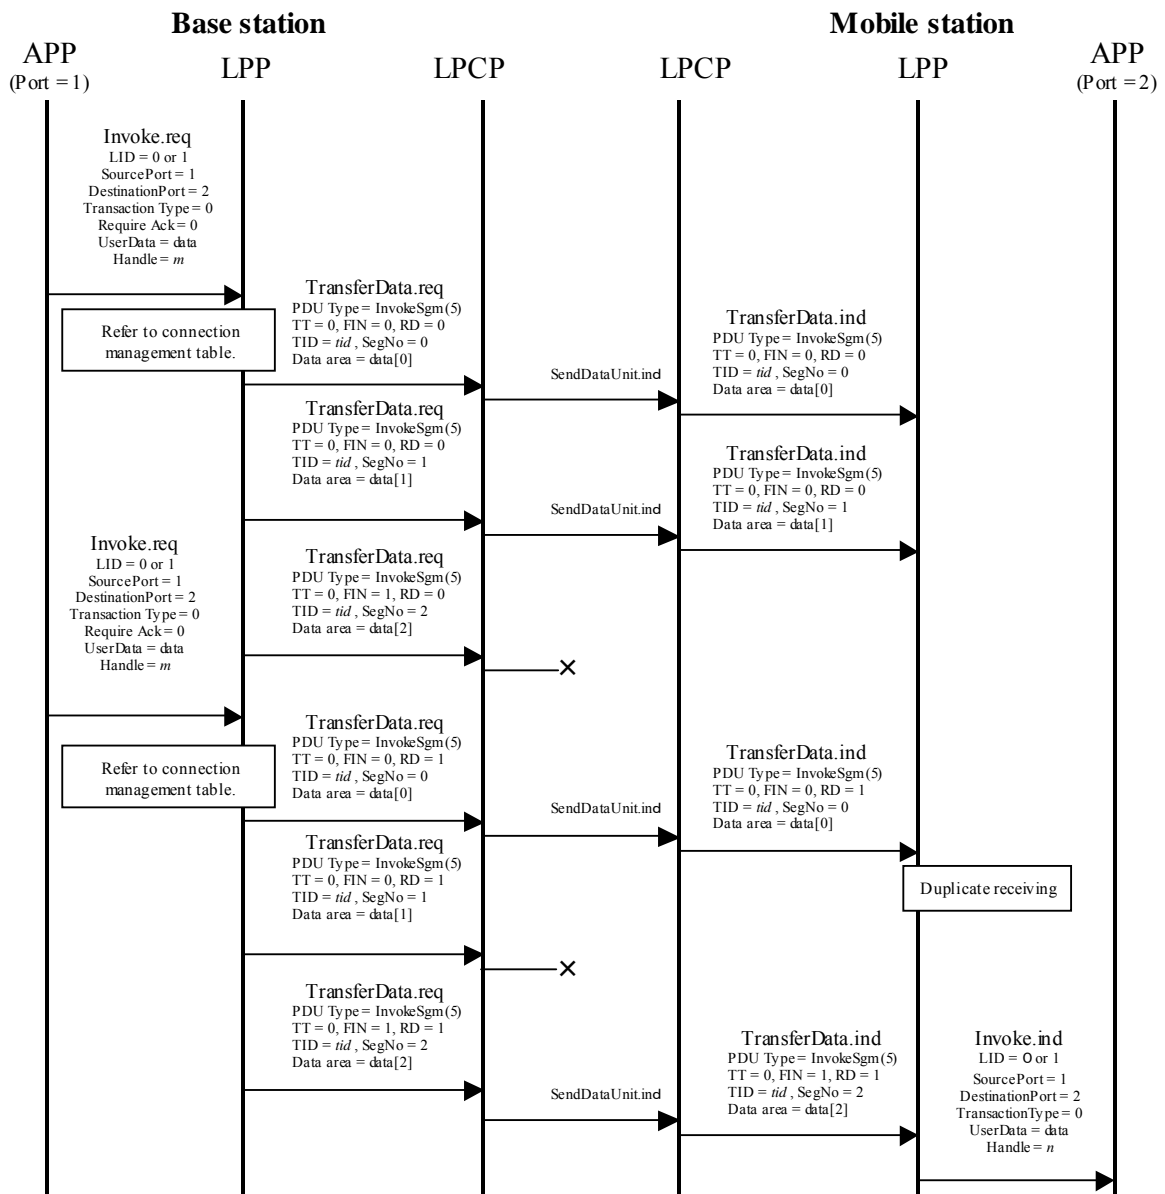 Base station
Mobile station
APP
(Port = 1)
LPP
LPCP
LPCP
LPP
APP
(Port = 2)
Invoke.req
LID = 0 or 1
SourcePort = 1
DestinationPort = 2
Transaction Type = 0
Require Ack = 0
UserData = data
Handle = m
Refer to connection
management table.
TransferData.req
PDU Type = InvokeSgm(5)
TT = 0, FIN = 0, RD = 0
TID = tid , SegNo = 0
Data area = data[0]
SendDataUnit.ind
TransferData.ind
PDU Type = InvokeSgm(5)
TT = 0, FIN = 0, RD = 0
TID = tid , SegNo = 0
Data area = data[0]
TransferData.req
PDU Type = InvokeSgm(5)
TT = 0, FIN = 0, RD = 0
TID = tid , SegNo = 1
Data area = data[1]
SendDataUnit.ind
TransferData.ind
PDU Type = InvokeSgm(5)
TT = 0, FIN = 0, RD = 0
TID = tid , SegNo = 1
Data area = data[1]
Invoke.req
LID = 0 or 1
SourcePort = 1
DestinationPort = 2
Transaction Type = 0
Require Ack = 0
UserData = data
Handle = m
TransferData.req
PDU Type = InvokeSgm(5)
TT = 0, FIN = 1, RD = 0
TID = tid , SegNo = 2
Data area = data[2]
Refer to connection
management table.
TransferData.req
PDU Type = InvokeSgm(5)
TT = 0, FIN = 0, RD = 1
TID = tid , SegNo = 0
Data area = data[0]
SendDataUnit.ind
TransferData.ind
PDU Type = InvokeSgm(5)
TT = 0, FIN = 0, RD = 1
TID = tid , SegNo = 0
Data area = data[0]
Duplicate receiving
TransferData.req
PDU Type = InvokeSgm(5)
TT = 0, FIN = 0, RD = 1
TID = tid , SegNo = 1
Data area = data[1]
TransferData.req
PDU Type = InvokeSgm(5)
TT = 0, FIN = 1, RD = 1
TID = tid , SegNo = 2
Data area = data[2]
SendDataUnit.ind
TransferData.ind
PDU Type = InvokeSgm(5)
TT = 0, FIN = 1, RD = 1
TID = tid , SegNo = 2
Data area = data[2]
Invoke.ind
LID = 0 or 1
SourcePort = 1
DestinationPort = 2
TransactionType = 0
UserData = data
Handle = n